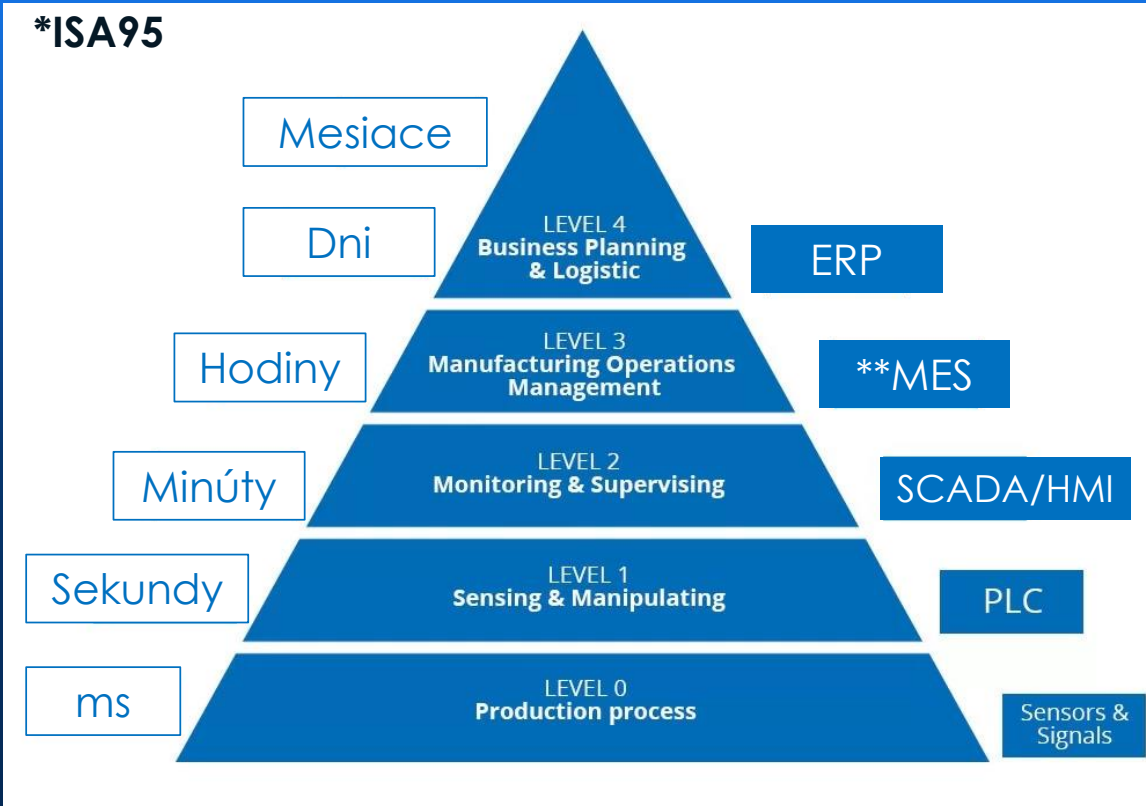 *ISA95
Mesiace
Dni
LEVEL 4
Business Planning
& Logistic
ERP
Hodiny
LEVEL 3
Manufacturing Operations
Management
**MES
Minúty
LEVEL 2
Monitoring & Supervising
SCADA/HMI
Sekundy
LEVEL 1
Sensing & Manipulating
PLC
ms
LEVEL 0
Production process
Sensors &
Signals